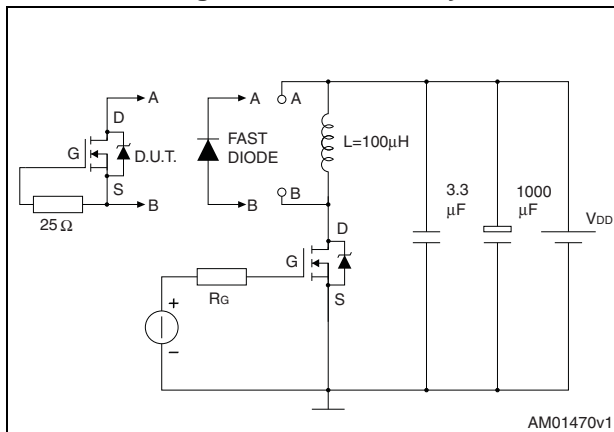 A
A
A
D
FAST
DIODE
L=100µH
G
D.U.T.
S
B
B
B
25 Ω
D
3.3
µF
1000
µF
VDD
G
RG
S
+
–
AM01470v1